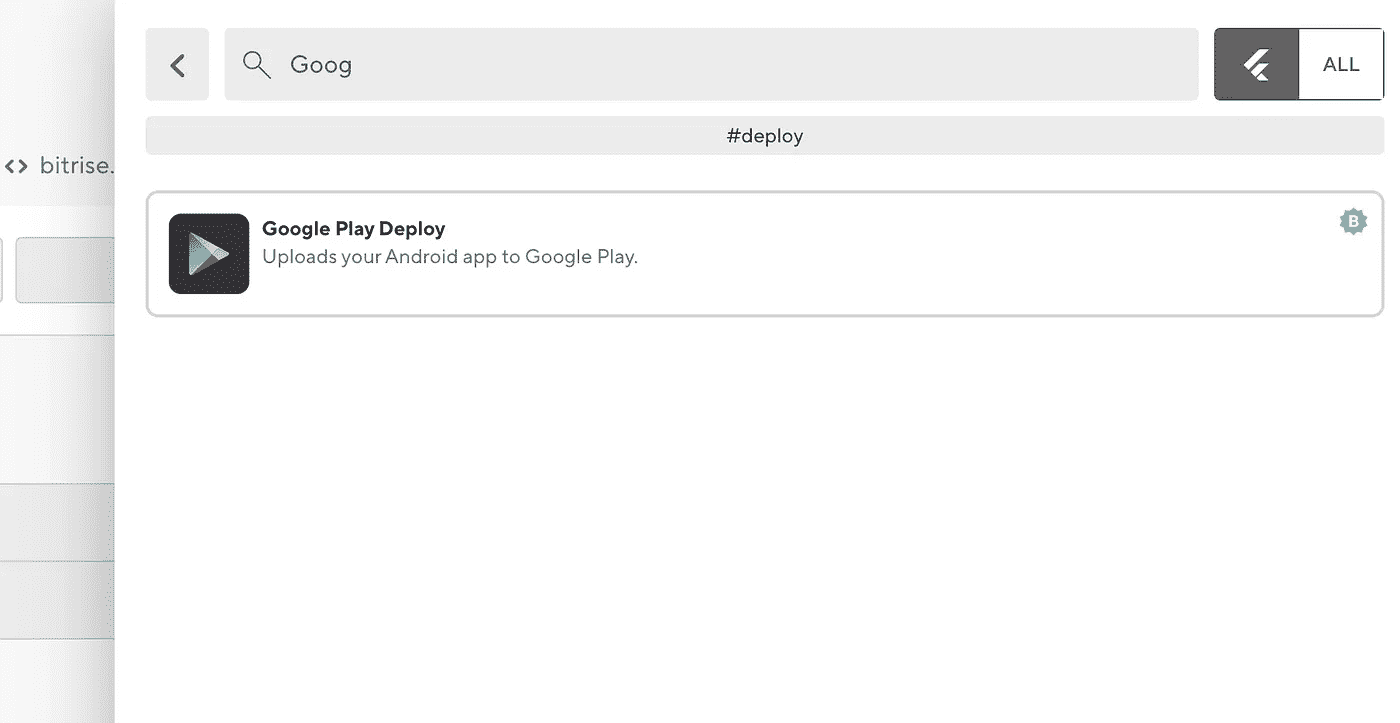 Goog
ALL
#deploy
<> bitrise.
Google Play Deploy
B
Uploads your Android app to Google Play.